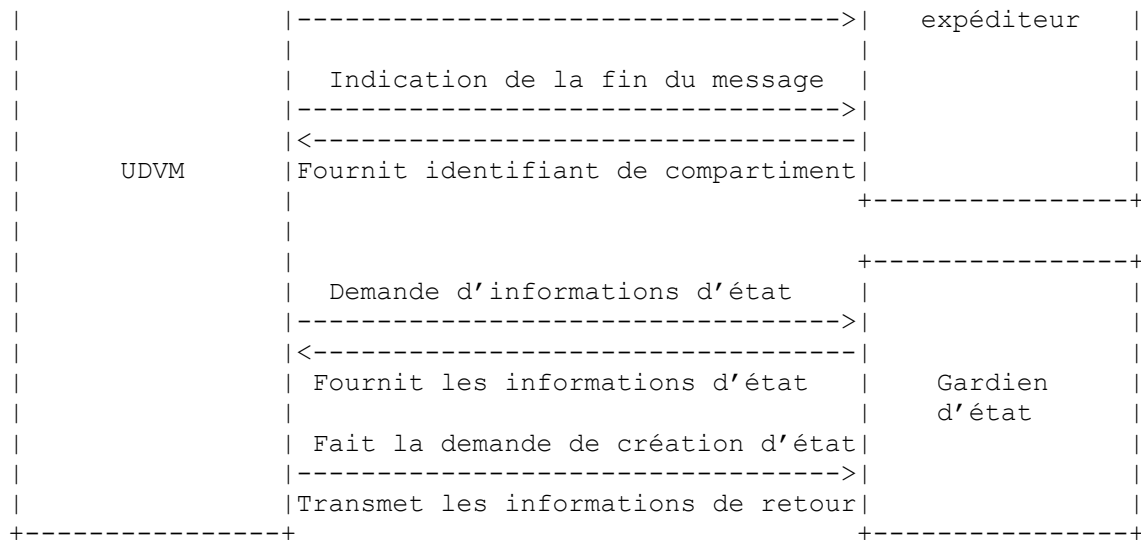 expéditeur
Indication de la fin du message
UDVM Fournit identifiant de compartiment
Demande d'informations d'état
Fournit les informations d'état Gardien
d'état
Fait la demande de création d'état
Transmet les informations de retour